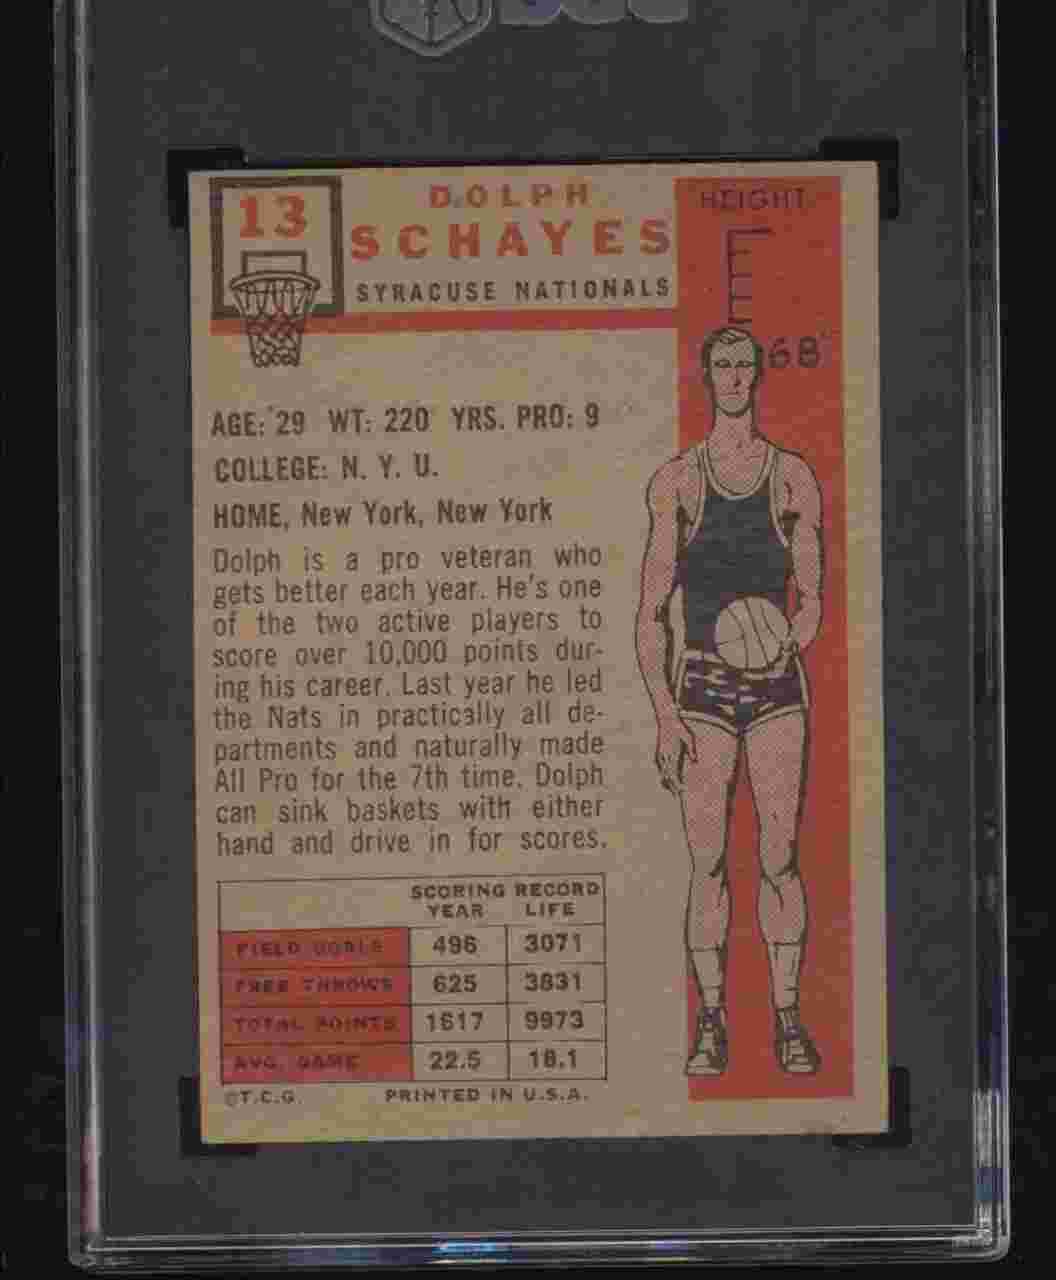 13
DOLPH
SCHAYES
SYRACUSE NATIONALS
HEIGHT
68
AGE: 29 WT: 220 YRS. PRO: 9
COLLEGE: N. Y. U.
HOME, New York, New York
Dolph is a pro veteran who
gets better each year. He's one
of the two active players to
score over 10,000 points dur-
ing his career. Last year he led
the Nats in practically all de-
partments and naturally made
All Pro for the 7th time. Dolph
can sink baskets with either
hand and drive in for scores.
SCORING RECORD
YEAR LIFE
FIELD GOALS 496 3071
FREE THROWS 625 3831
TOTAL POINTS 1617 9973
AVG. GAME 22.5 18.1
©T.C.G. PRINTED IN U.S.A.